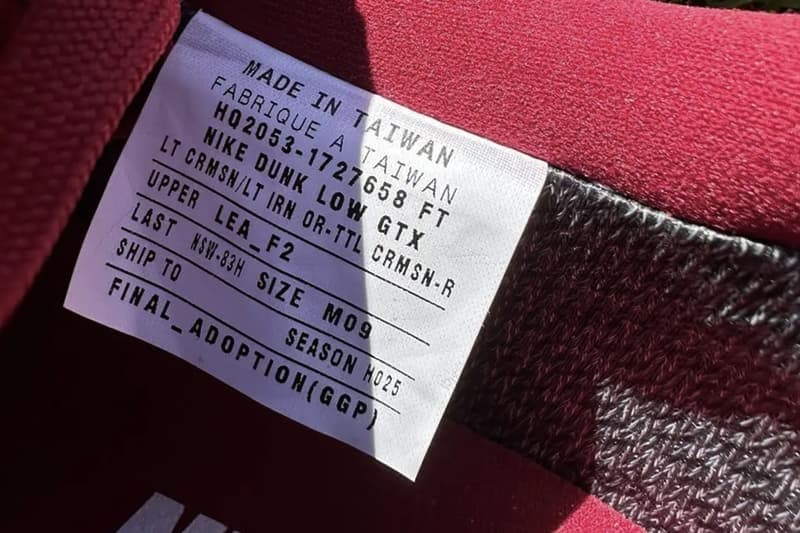 MADE IN TAIWAN
FABRIQUE A TAIWAN
HQ2053-1727658 FT
NIKE DUNK LOW GTX
LT CRMSN/LT IRN OR-TTL CRMSN-R
UPPER LEA_F2
LAST NSW-83H SIZE M09
SHIP TO SEASON HO25
FINAL_ADOPTION(GGP)